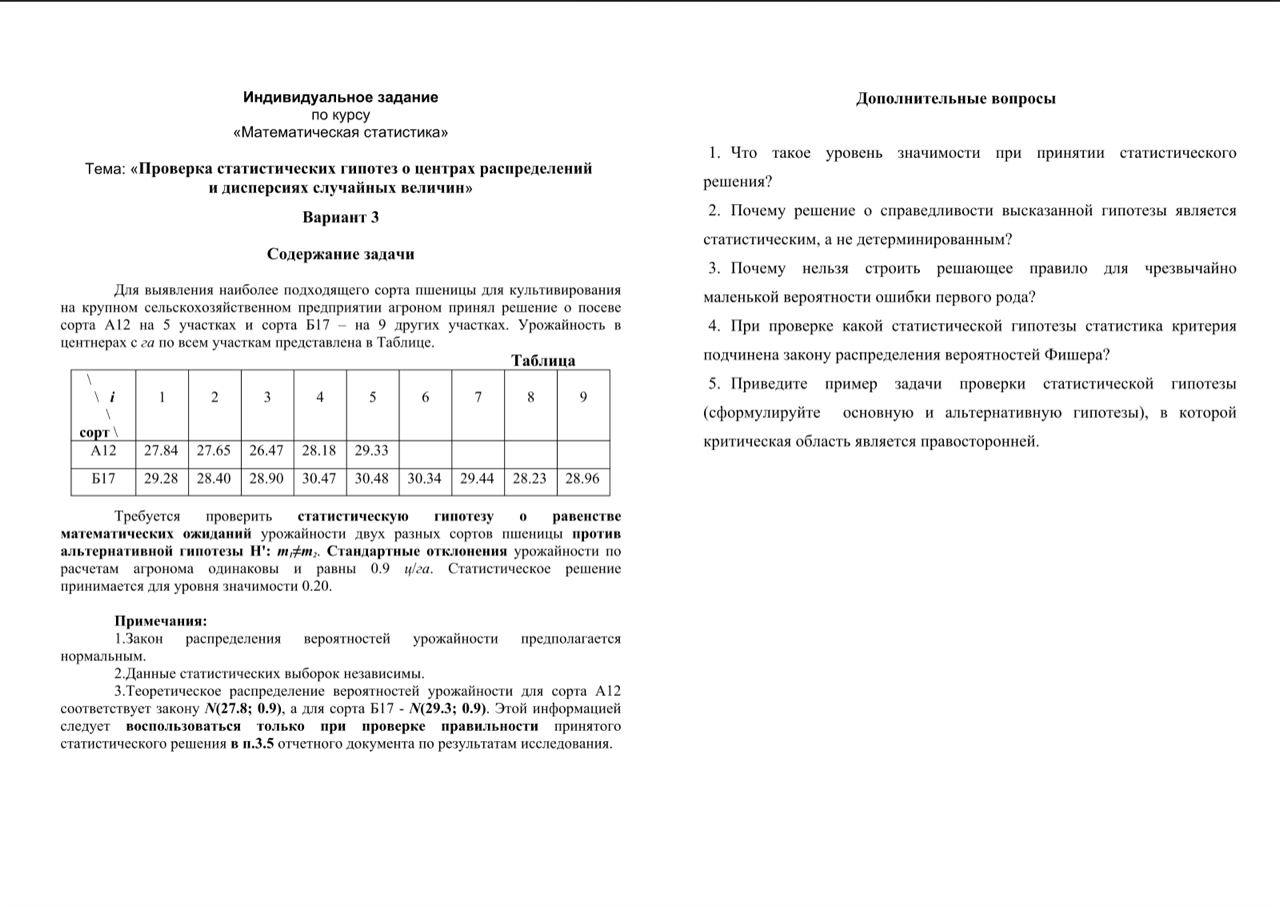 Индивидуальное задание
по курсу
«Математическая статистика»
Тема: «Проверка статистических гипотез о центрах распределений
и дисперсиях случайных величин»
Вариант 3
Содержание задачи
Для выявления наиболее подходящего сорта пшеницы для культивирования
на крупном сельскохозяйственном предприятии агроном принял решение о посеве
сорта А12 на 5 участках и сорта Б17 – на 9 других участках. Урожайность в
центнерах с га по всем участкам представлена в Таблице.
Таблица
\
\ i 1 2 3 4 5 6 7 8 9
\
сорт \
А12 27.84 27.65 26.47 28.18 29.33
Б17 29.28 28.40 28.90 30.47 30.48 30.34 29.44 28.23 28.96
Требуется проверить статистическую гипотезу о равенстве
математических ожиданий урожайности двух разных сортов пшеницы против
альтернативной гипотезы H': m₁≠m₂. Стандартные отклонения урожайности по
расчетам агронома одинаковы и равны 0.9 ц/га. Статистическое решение
принимается для уровня значимости 0.20.
Примечания:
1.Закон распределения вероятностей урожайности предполагается
нормальным.
2.Данные статистических выборок независимы.
3.Теоретическое распределение вероятностей урожайности для сорта А12
соответствует закону N(27.8; 0.9), а для сорта Б17 - N(29.3; 0.9). Этой информацией
следует воспользоваться только при проверке правильности принятого
статистического решения в п.3.5 отчетного документа по результатам исследования.
Дополнительные вопросы
1. Что такое уровень значимости при принятии статистического
решения?
2. Почему решение о справедливости высказанной гипотезы является
статистическим, а не детерминированным?
3. Почему нельзя строить решающее правило для чрезвычайно
маленькой вероятности ошибки первого рода?
4. При проверке какой статистической гипотезы статистика критерия
подчинена закону распределения вероятностей Фишера?
5. Приведите пример задачи проверки статистической гипотезы
(сформулируйте основную и альтернативную гипотезы), в которой
критическая область является правосторонней.